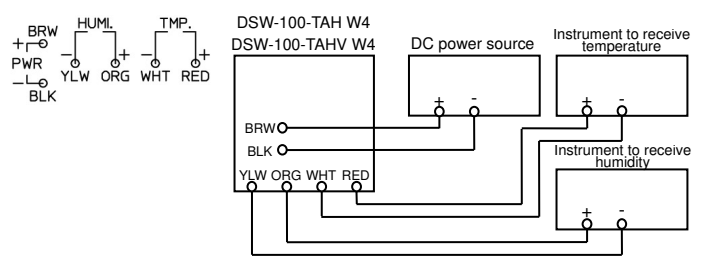 BRW
HUMI.
TMP.
+
-
+
-
+
PWR
YLW ORG WHT RED
-
BLK
DSW-100-TAH W4
DSW-100-TAHV W4
BRW
BLK
YLW ORG WHT RED
DC power source
+ -
Instrument to receive
temperature
+ -
Instrument to receive
humidity
+ -